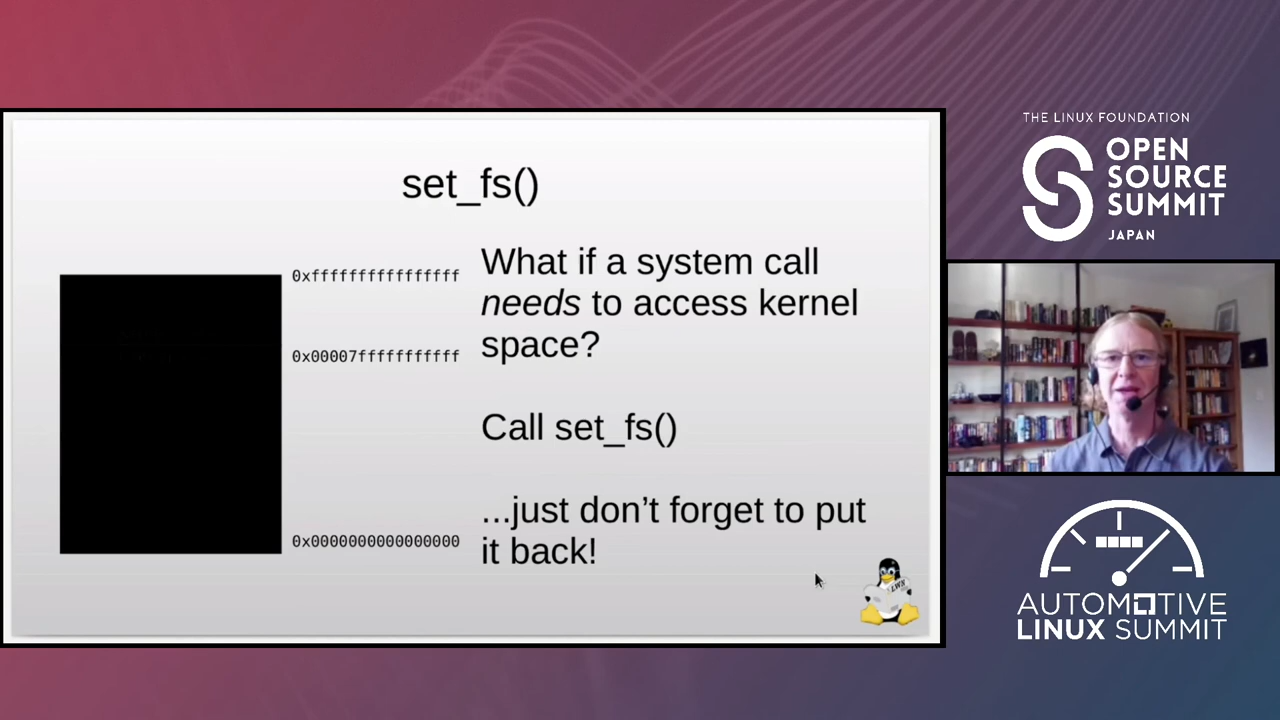 set_fs()
0xffffffffffffffff
0x00007fffffffffff
0x0000000000000000
What if a system call
needs to access kernel
space?
Call set_fs()
...just don't forget to put
it back!
LWN
THE LINUX FOUNDATION
OPEN
SOURCE
SUMMIT
JAPAN
AUTOMOTIVE
LINUX SUMMIT